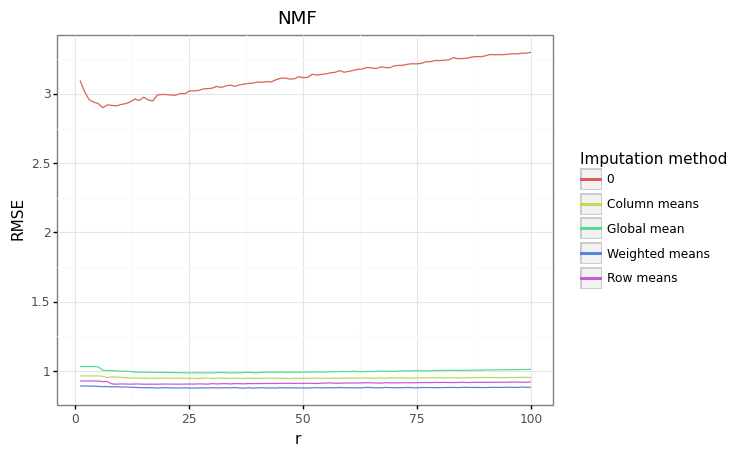 NMF
RMSE
3
2.5
2
1.5
1
0
25
50
75
100
r
Imputation method
0
Column means
Global mean
Weighted means
Row means